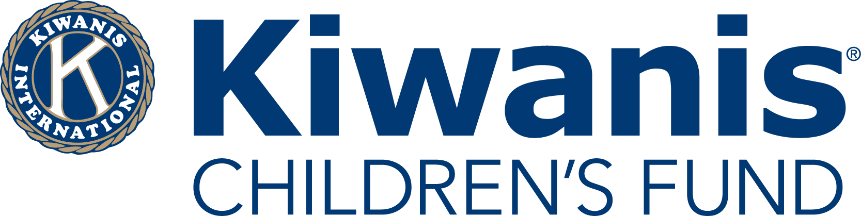 KIWANIS
K
INTERNATIONAL
Kiwanis®
CHILDREN'S FUND